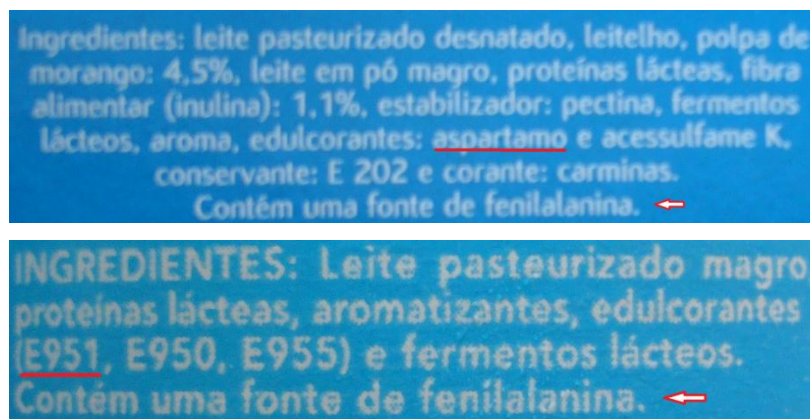 Ingredientes: leite pasteurizado desnatado, leitelho, polpa de
morango: 4,5%, leite em pó magro, proteínas lácteas, fibra
alimentar (inulina): 1,1%, estabilizador: pectina, fermentos
lácteos, aroma, edulcorantes: aspartamo e acessulfame K,
conservante: E 202 e corante: carminas.
Contém uma fonte de fenilalanina.
INGREDIENTES: Leite pasteurizado magro
proteínas lácteas, aromatizantes, edulcorantes
(E951, E950, E955) e fermentos lácteos.
Contém uma fonte de fenilalanina.